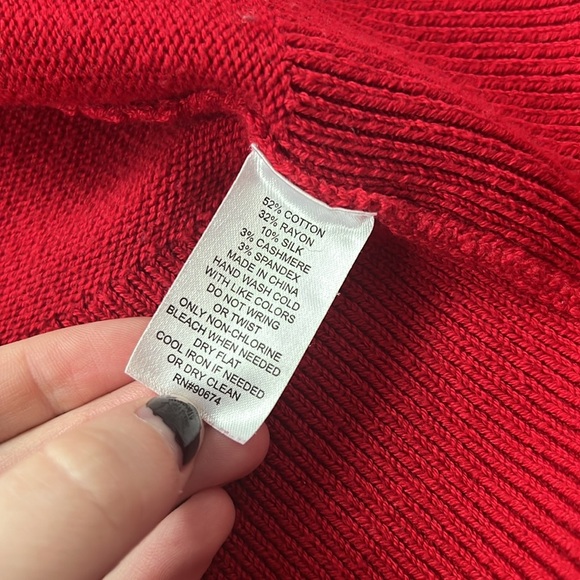 52% COTTON
32% RAYON
10% SILK
3% CASHMERE
3% SPANDEX
MADE IN CHINA
HAND WASH COLD
WITH LIKE COLORS
DO NOT WRING
OR TWIST
ONLY NON-CHLORINE
BLEACH WHEN NEEDED
DRY FLAT
COOL IRON IF NEEDED
OR DRY CLEAN
RN#90674